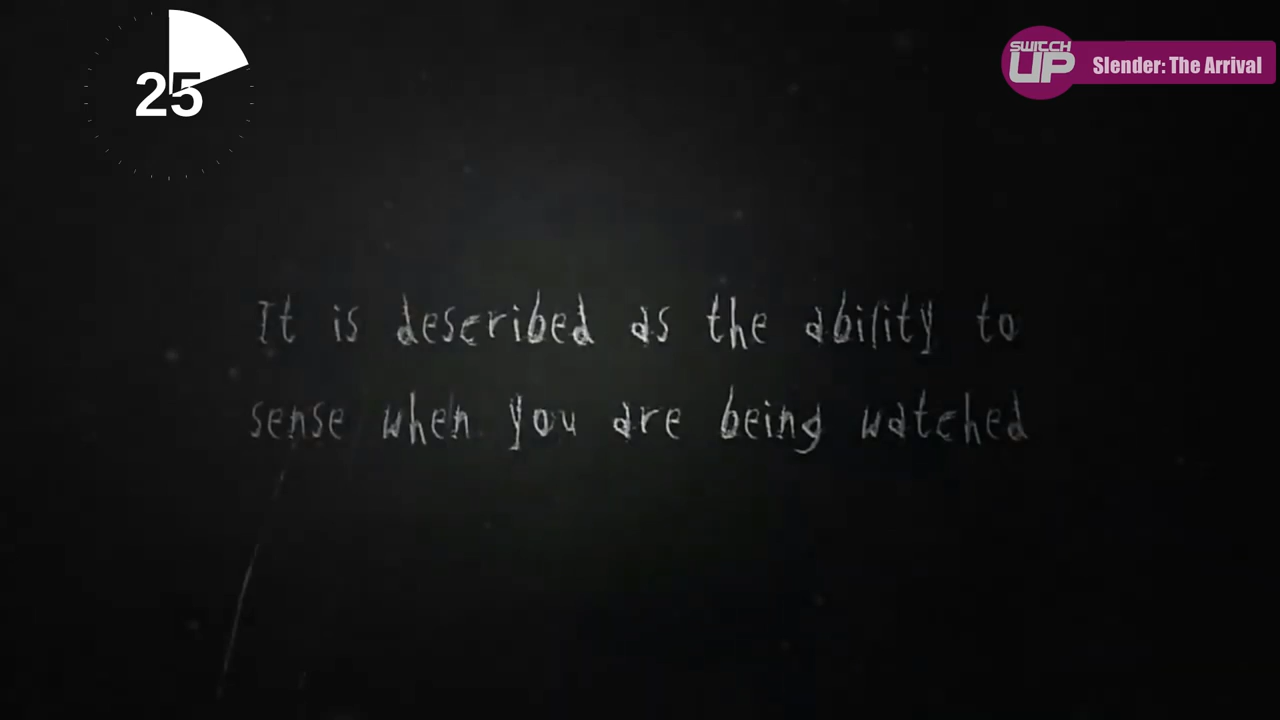 25
SWITCH
UP
Slender: The Arrival
It is described as the ability to
sense when you are being watched